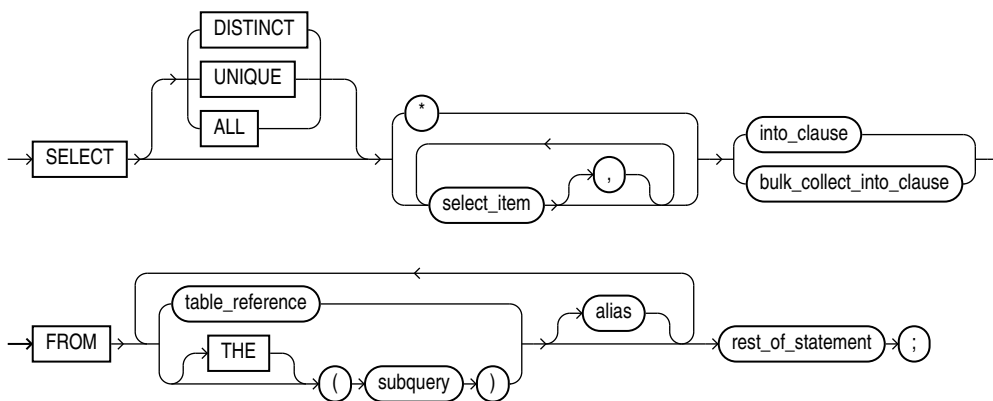 DISTINCT
UNIQUE
ALL
SELECT
*
select_item
,
into_clause
bulk_collect_into_clause
FROM
table_reference
THE
( subquery )
alias
rest_of_statement ;